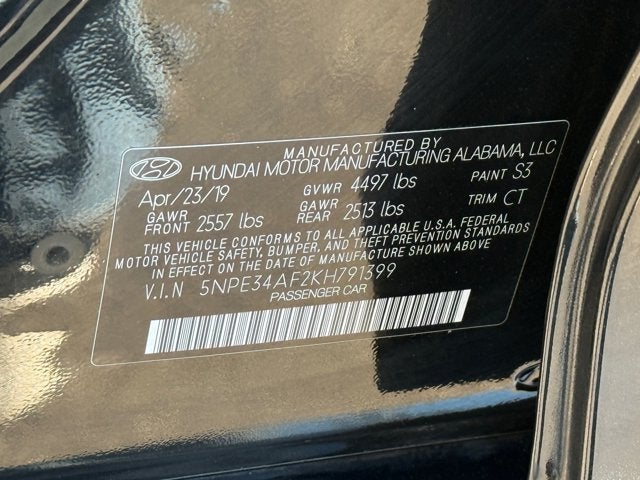 MANUFACTURED BY
HYUNDAI MOTOR MANUFACTURING ALABAMA, LLC
Apr/23/19 GVWR 4497 lbs PAINT S3
GAWR FRONT 2557 lbs GAWR REAR 2513 lbs TRIM CT
THIS VEHICLE CONFORMS TO ALL APPLICABLE U.S.A. FEDERAL
MOTOR VEHICLE SAFETY, BUMPER, AND THEFT PREVENTION STANDARDS
IN EFFECT ON THE DATE OF MANUFACTURE SHOWN ABOVE
V.I.N 5NPE34AF2KH791399
PASSENGER CAR